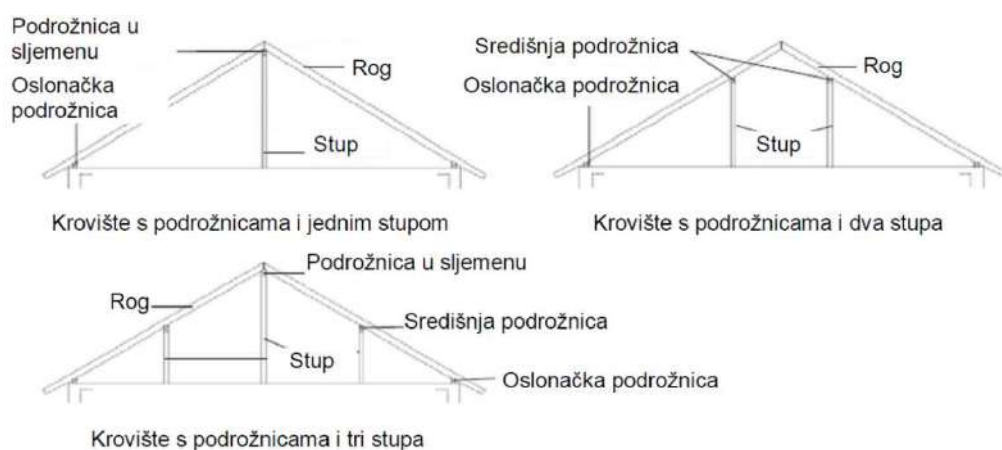 Podrožnica u
sljemenu
Oslonačka
podrožnica
Rog
Stup
Krovište s podrožnicama i jednim stupom
Središnja podrožnica
Oslonačka podrožnica
Rog
Stup
Krovište s podrožnicama i dva stupa
Podrožnica u sljemenu
Rog
Središnja podrožnica
Stup
Oslonačka podrožnica
Krovište s podrožnicama i tri stupa